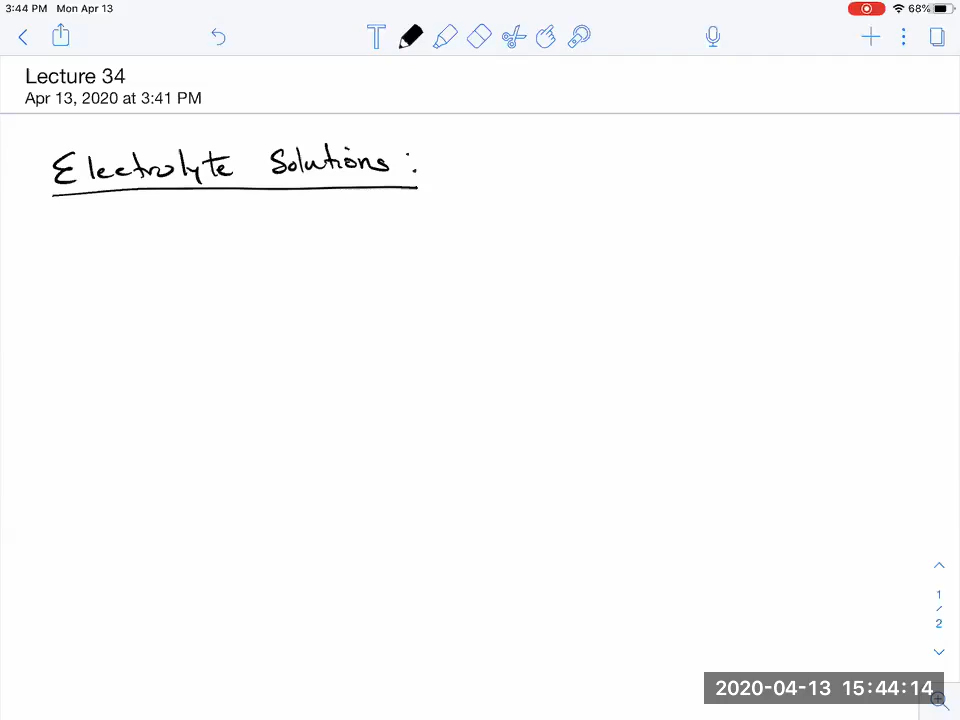 3:44 PM Mon Apr 13 68%
T
Lecture 34
Apr 13, 2020 at 3:41 PM
Electrolyte Solutions :
1
/
2
2020-04-13 15:44:14